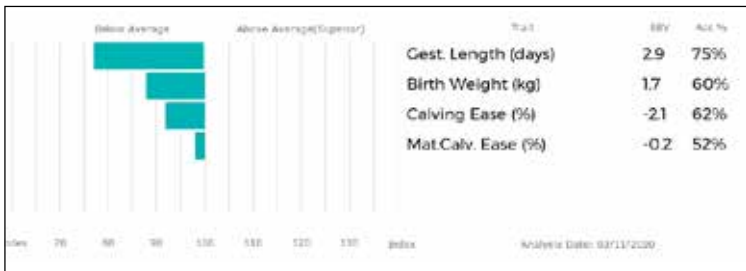 Below Average Above Average(Superior) Trait EBV Acc %
Gest. Length (days) 2.9 75%
Birth Weight (kg) 1.7 60%
Calving Ease (%) -2.1 62%
Mat.Calv. Ease (%) -0.2 52%
70 80 90 100 110 120 130 Index Analysis Date: 03/11/2020